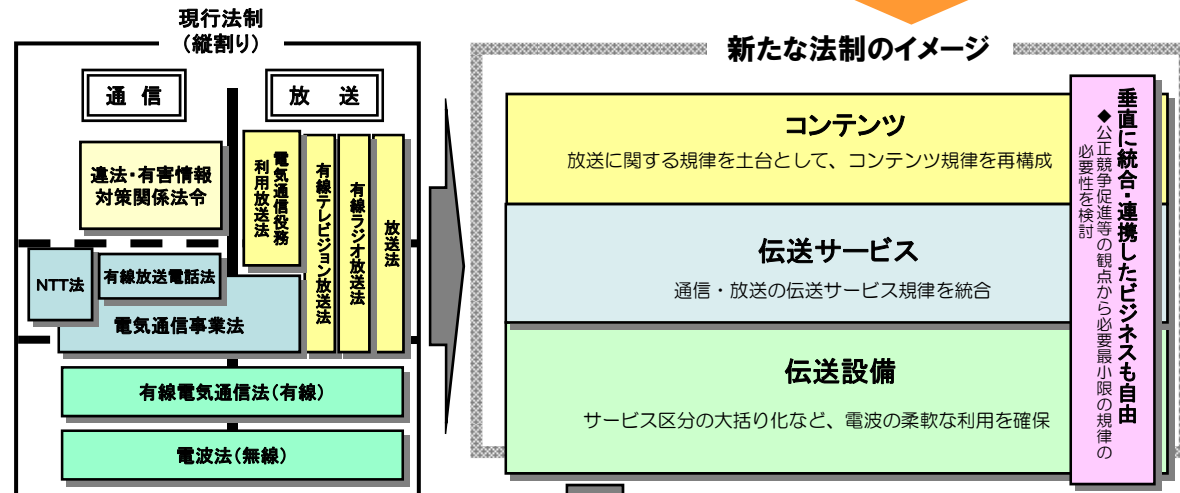 現行法制
(縦割り)
通 信
放 送
違法・有害情報
対策関係法令
電気通信役務
利用放送法
有線テレビジョン放送法
有線ラジオ放送法
放送法
NTT法
有線放送電話法
電気通信事業法
有線電気通信法(有線)
電波法(無線)
新たな法制のイメージ
コンテンツ
放送に関する規律を土台として、コンテンツ規律を再構成
伝送サービス
通信・放送の伝送サービス規律を統合
伝送設備
サービス区分の大括り化など、電波の柔軟な利用を確保
垂直に統合・連携したビジネスも自由
◆公正競争促進等の観点から必要最小限の規律の
必要性を検討